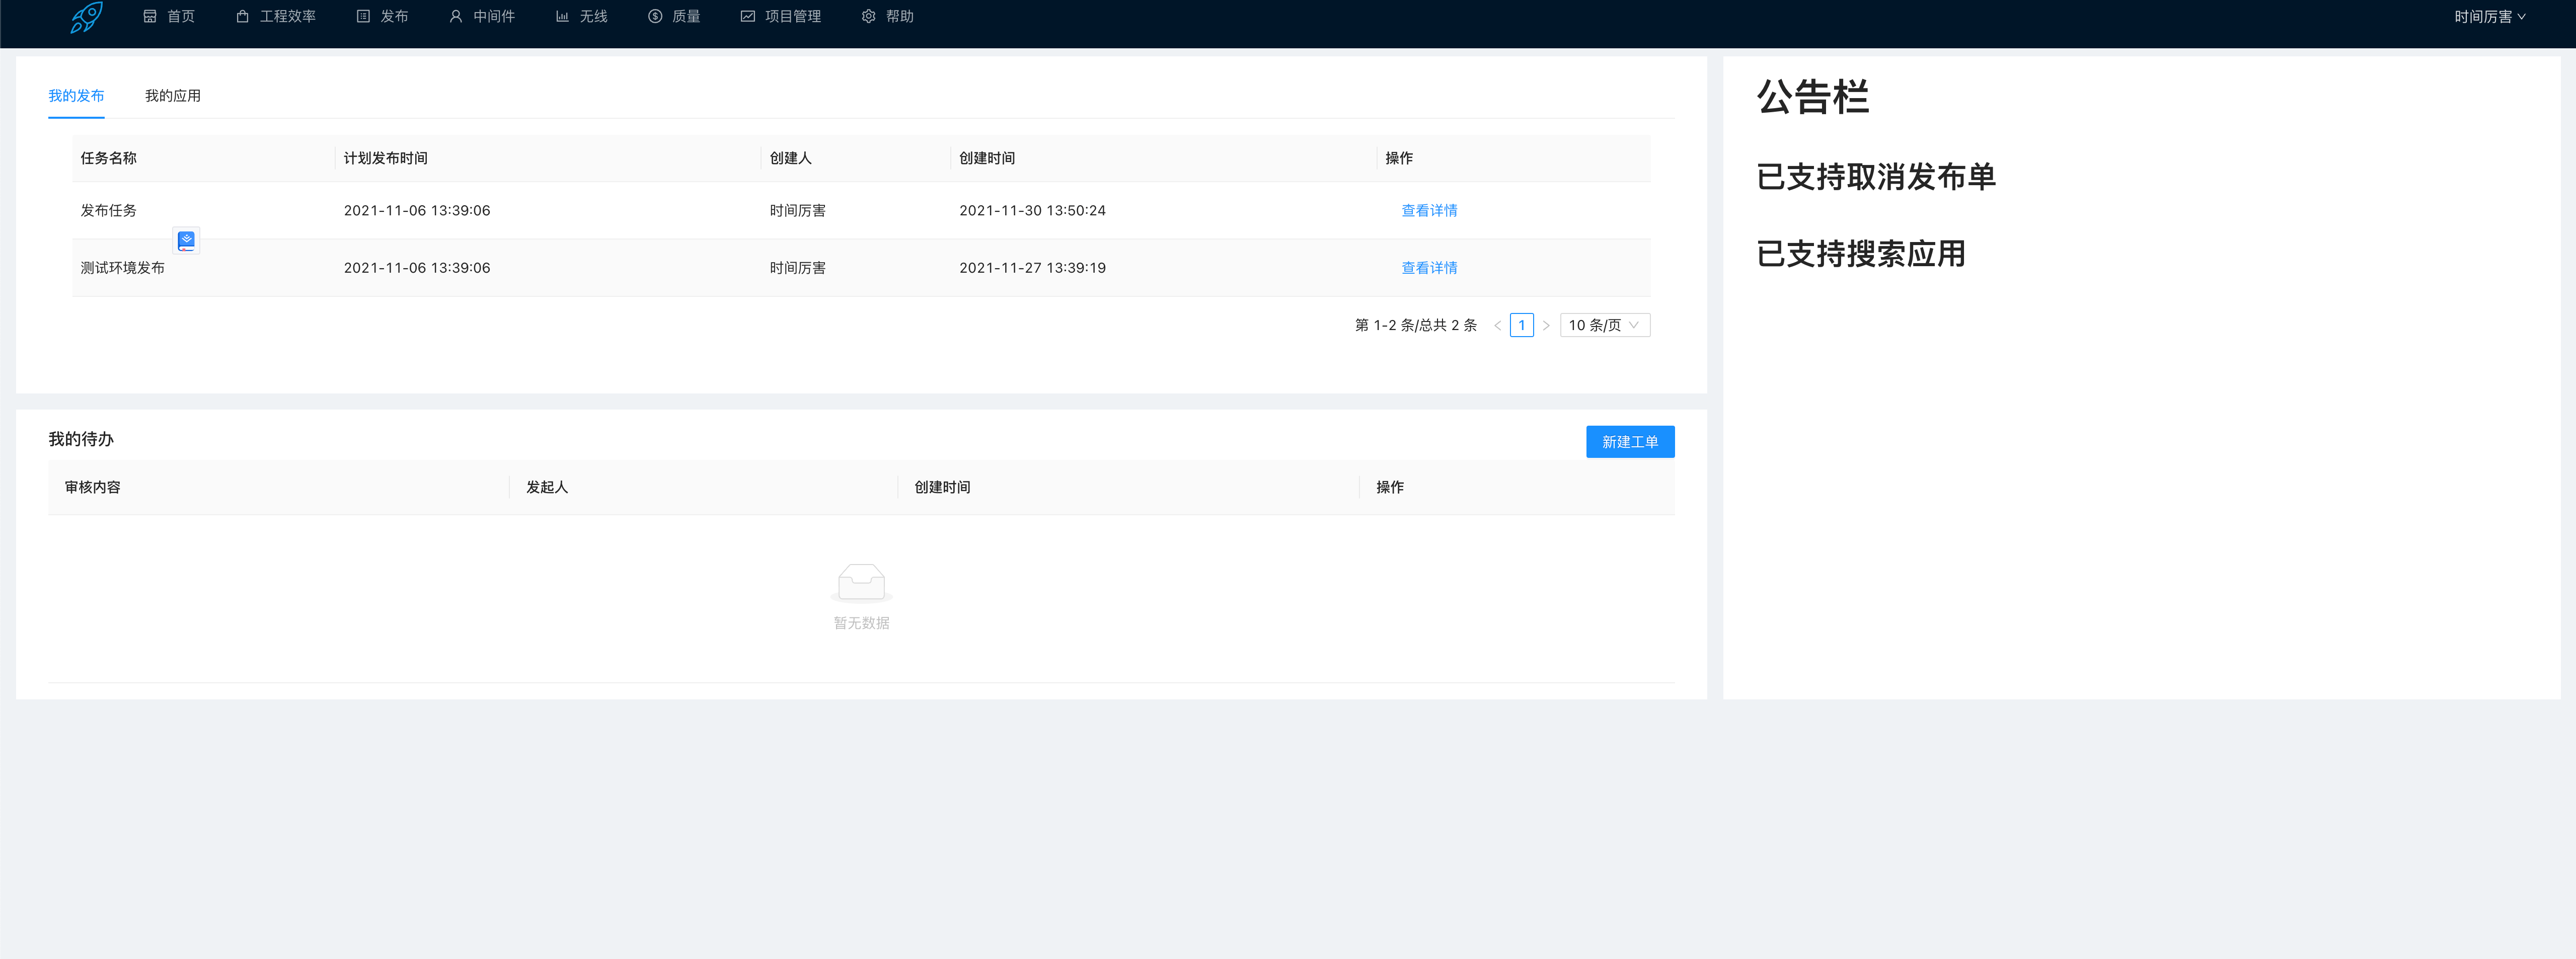 首页 工程效率 发布 中间件 无线 质量 项目管理 帮助 时间厉害
我的发布 我的应用
任务名称 计划发布时间 创建人 创建时间 操作
发布任务 2021-11-06 13:39:06 时间厉害 2021-11-30 13:50:24 查看详情
测试环境发布 2021-11-06 13:39:06 时间厉害 2021-11-27 13:39:19 查看详情
第 1-2 条/总共 2 条 1 10 条/页
我的待办 新建工单
审核内容 发起人 创建时间 操作
暂无数据
公告栏
已支持取消发布单
已支持搜索应用